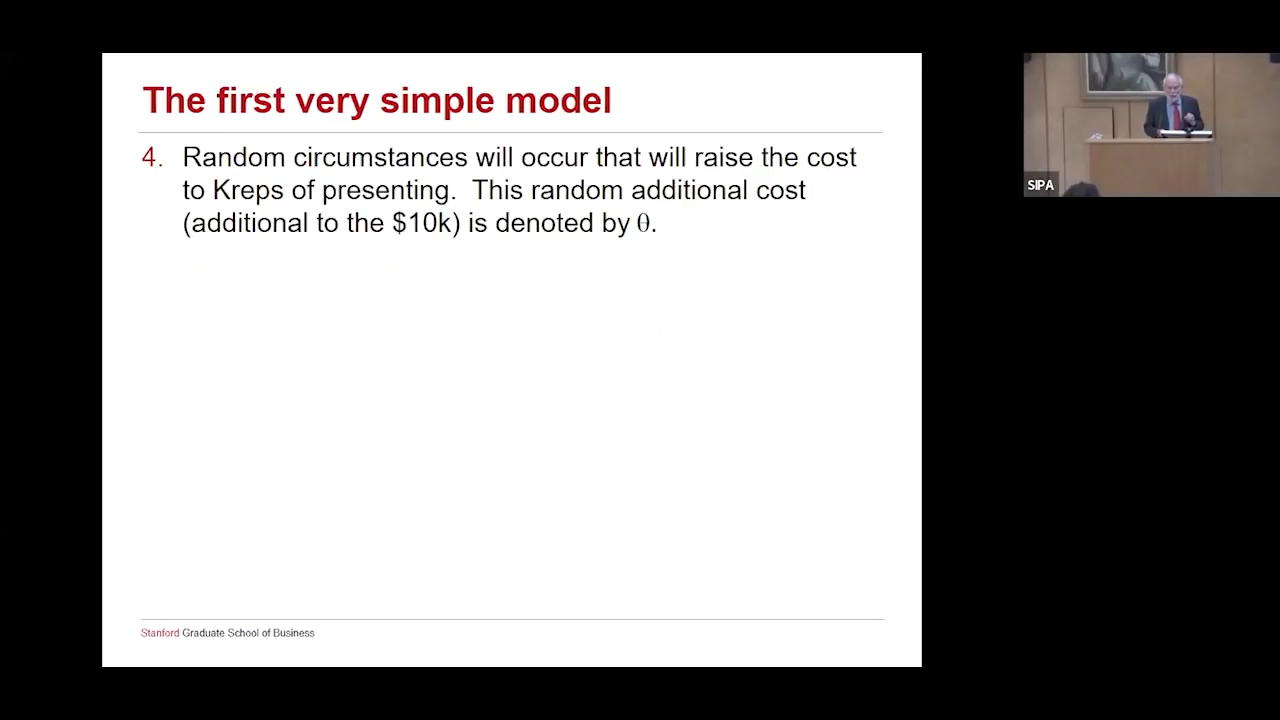 The first very simple model
4. Random circumstances will occur that will raise the cost
to Kreps of presenting. This random additional cost
(additional to the $10k) is denoted by θ.
SIPA
Stanford Graduate School of Business